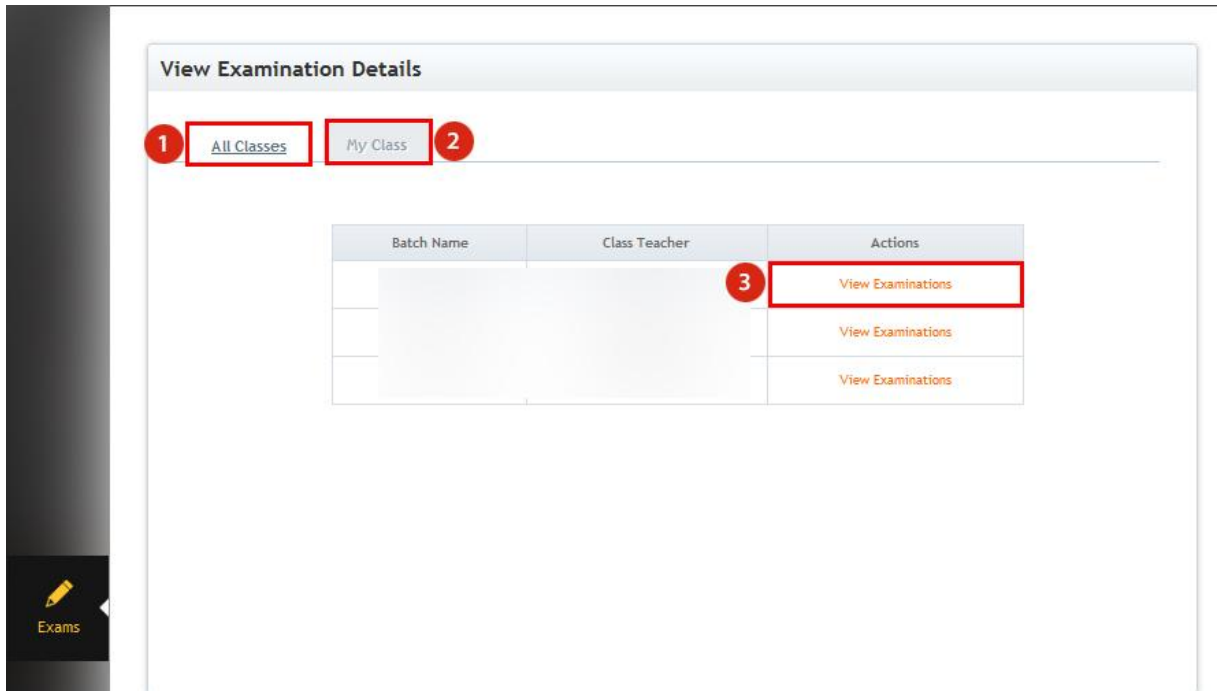 View Examination Details
1 All Classes My Class 2
Batch Name Class Teacher Actions
3 View Examinations
View Examinations
View Examinations
Exams